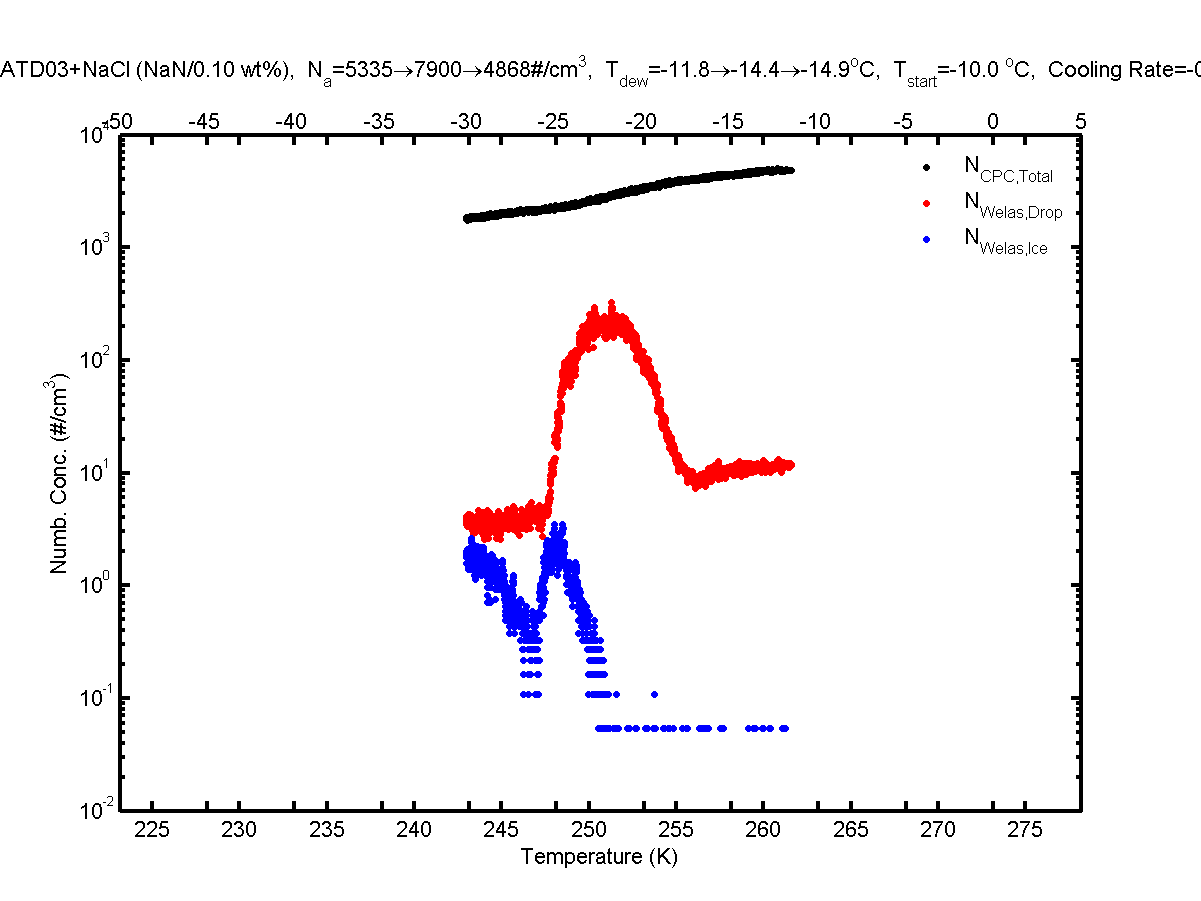 ATD03+NaCl (NaN/0.10 wt%), Na=5335→7900→4868#/cm3, Tdew=-11.8→-14.4→-14.9oC, Tstart=-10.0 oC, Cooling Rate=-0
-50 -45 -40 -35 -30 -25 -20 -15 -10 -5 0 5
104
NCPC,Total
NWelas,Drop
NWelas,Ice
103
102
101
100
10-1
10-2
Numb. Conc. (#/cm3)
225 230 235 240 245 250 255 260 265 270 275
Temperature (K)